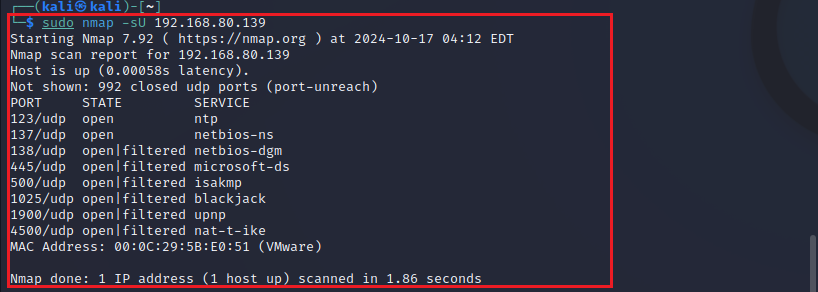 ┌──(kali㉿kali)-[~]
└─$ sudo nmap -sU 192.168.80.139
Starting Nmap 7.92 ( https://nmap.org ) at 2024-10-17 04:12 EDT
Nmap scan report for 192.168.80.139
Host is up (0.00058s latency).
Not shown: 992 closed udp ports (port-unreach)
PORT     STATE         SERVICE
123/udp  open          ntp
137/udp  open          netbios-ns
138/udp  open|filtered netbios-dgm
445/udp  open|filtered microsoft-ds
500/udp  open|filtered isakmp
1025/udp open|filtered blackjack
1900/udp open|filtered upnp
4500/udp open|filtered nat-t-ike
MAC Address: 00:0C:29:5B:E0:51 (VMware)
Nmap done: 1 IP address (1 host up) scanned in 1.86 seconds